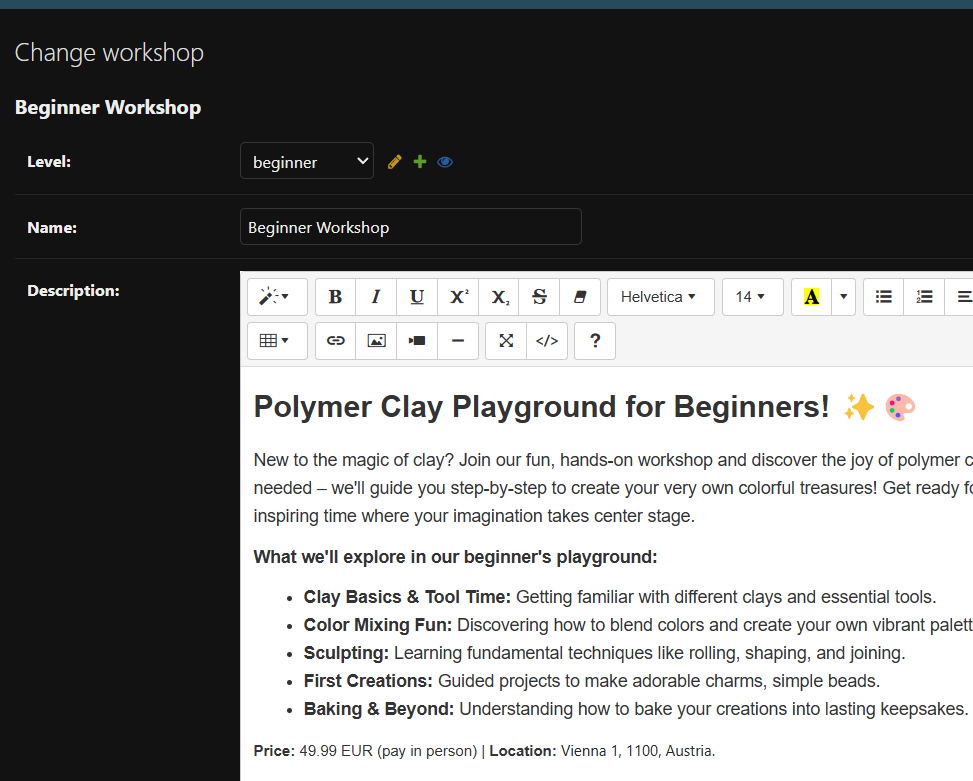 Change workshop
Beginner Workshop
Level: beginner
Name: Beginner Workshop
Description:
B I U X² X₂ S Helvetica 14 A
</> ?
Polymer Clay Playground for Beginners! ✨🎨
New to the magic of clay? Join our fun, hands-on workshop and discover the joy of polymer
needed – we'll guide you step-by-step to create your very own colorful treasures! Get ready
inspiring time where your imagination takes center stage.
What we'll explore in our beginner's playground:
• Clay Basics & Tool Time: Getting familiar with different clays and essential tools.
• Color Mixing Fun: Discovering how to blend colors and create your own vibrant
• Sculpting: Learning fundamental techniques like rolling, shaping, and joining.
• First Creations: Guided projects to make adorable charms, simple beads.
• Baking & Beyond: Understanding how to bake your creations into lasting keepsakes.
Price: 49.99 EUR (pay in person) | Location: Vienna 1, 1100, Austria.